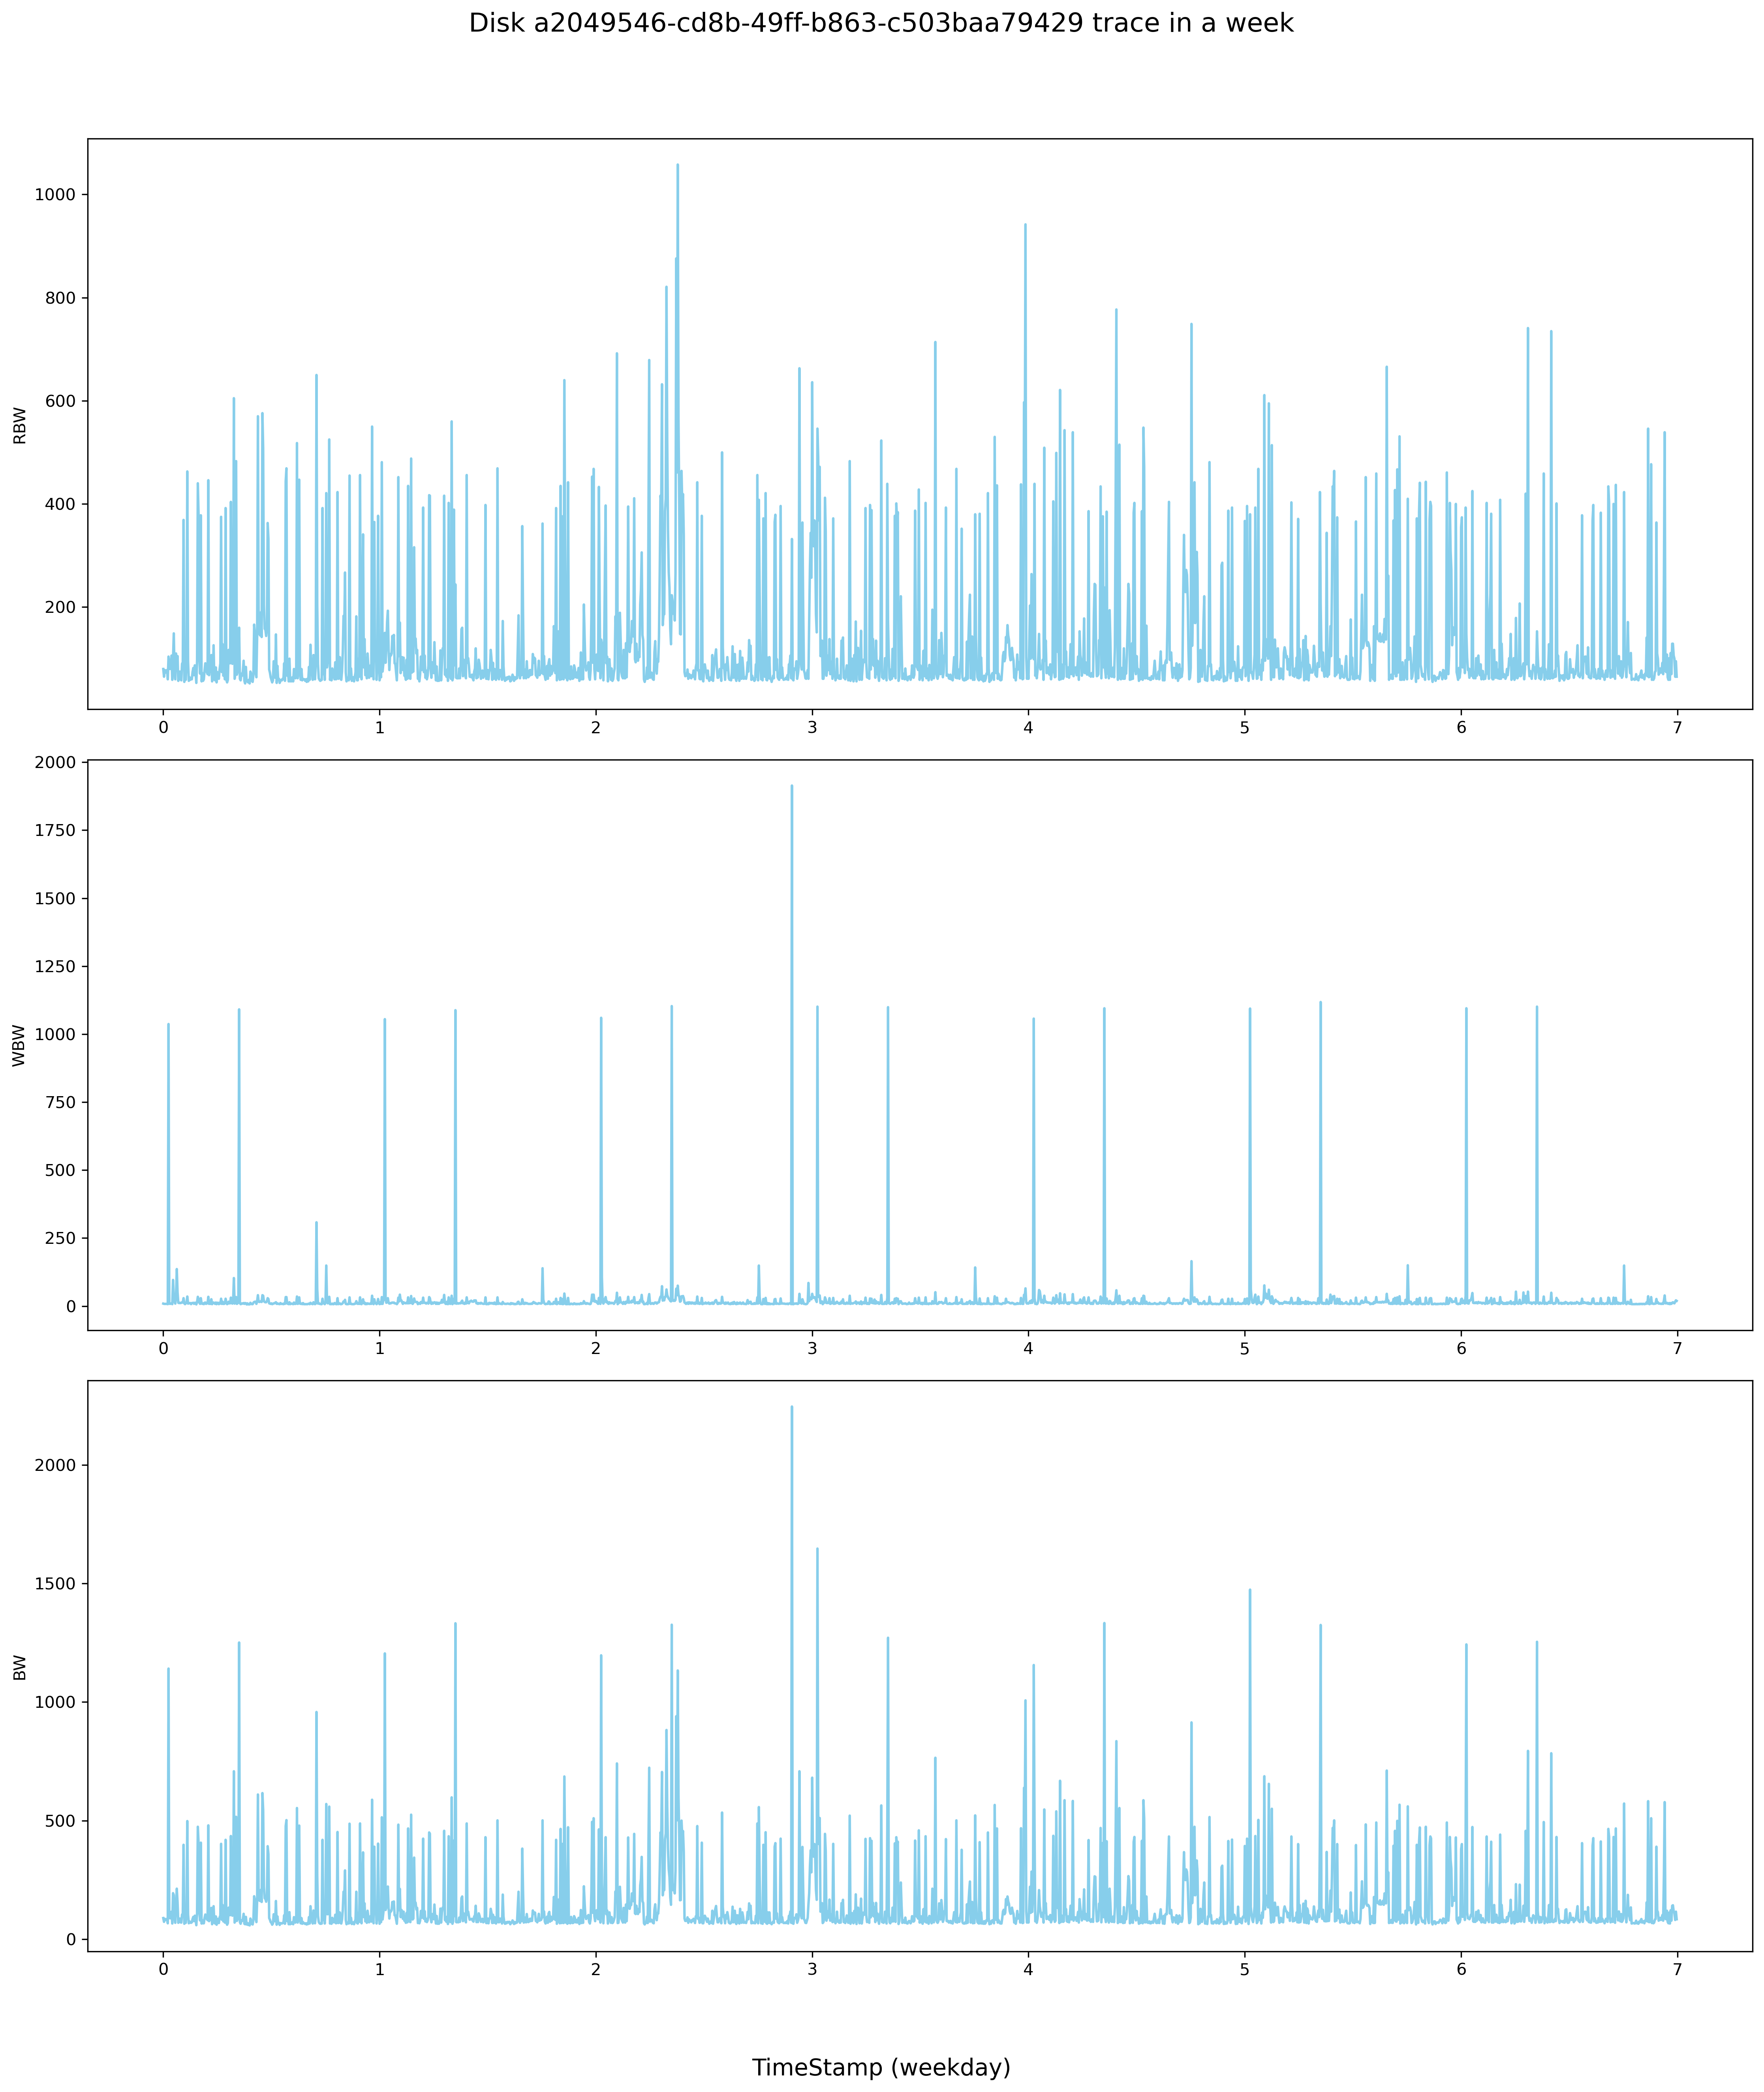 Disk a2049546-cd8b-49ff-b863-c503baa79429 trace in a week
1000
800
600
400
200
RBW
0 1 2 3 4 5 6 7
2000
1750
1500
1250
1000
750
500
250
0
WBW
0 1 2 3 4 5 6 7
2000
1500
1000
500
0
BW
0 1 2 3 4 5 6 7
TimeStamp (weekday)